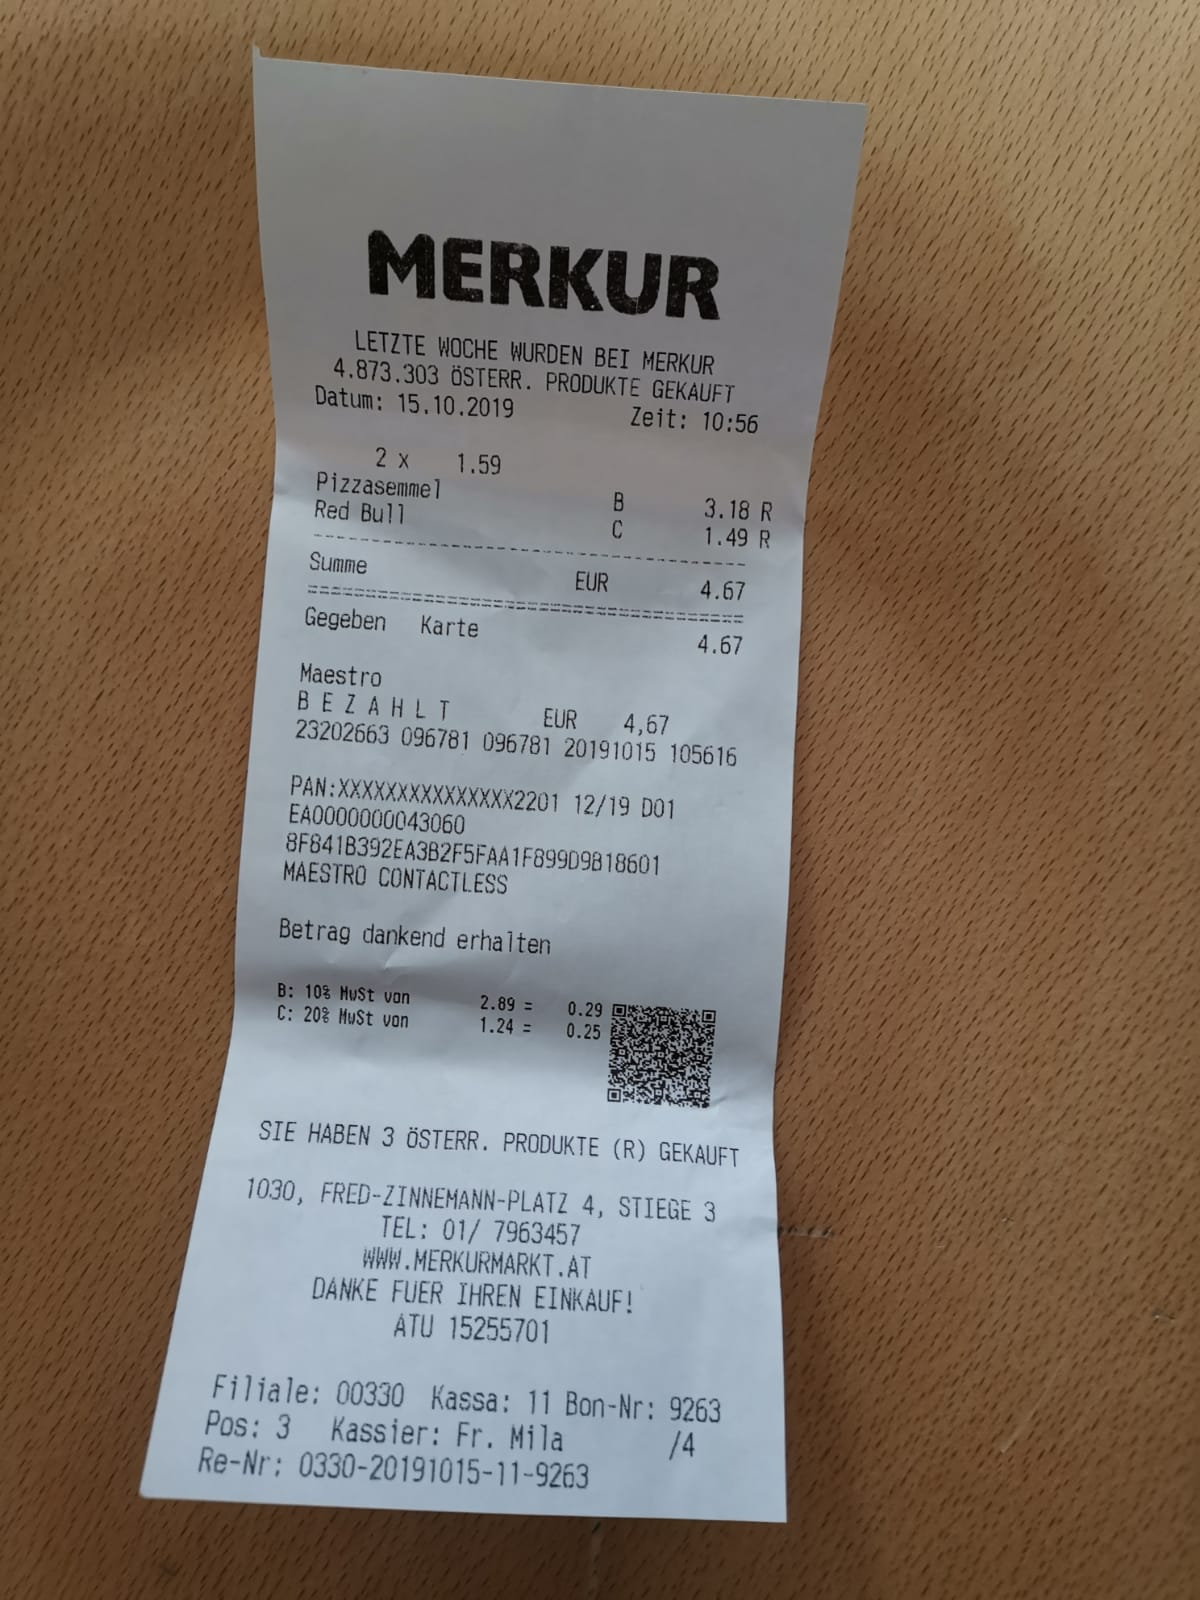 MERKUR
LETZTE WOCHE WURDEN BEI MERKUR
4.873.303 ÖSTERR. PRODUKTE GEKAUFT
Datum: 15.10.2019 Zeit: 10:56
2 x 1.59
Pizzasemmel B 3.18 R
Red Bull C 1.49 R
Summe EUR 4.67
Gegeben Karte 4.67
Maestro
B E Z A H L T EUR 4,67
23202663 096781 096781 20191015 105616
PAN:XXXXXXXXXXXXXXX2201 12/19 D01
EA0000000043060
8F841B392EA3B2F5FAA1F899D9B18601
MAESTRO CONTACTLESS
Betrag dankend erhalten
B: 10% MwSt von 2.89 = 0.29
C: 20% MwSt von 1.24 = 0.25
SIE HABEN 3 ÖSTERR. PRODUKTE (R) GEKAUFT
1030, FRED-ZINNEMANN-PLATZ 4, STIEGE 3
TEL: 01/ 7963457
WWW.MERKURMARKT.AT
DANKE FUER IHREN EINKAUF!
ATU 15255701
Filiale: 00330 Kassa: 11 Bon-Nr: 9263
Pos: 3 Kassier: Fr. Mila /4
Re-Nr: 0330-20191015-11-9263